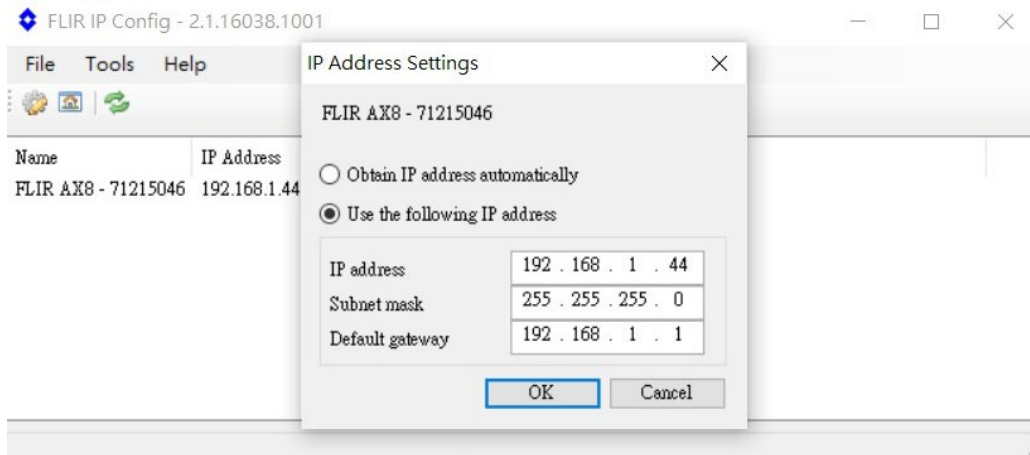 FLIR IP Config - 2.1.16038.1001
File Tools Help
Name IP Address
FLIR AX8 - 71215046 192.168.1.44
IP Address Settings
FLIR AX8 - 71215046
Obtain IP address automatically
Use the following IP address
IP address 192 . 168 . 1 . 44
Subnet mask 255 . 255 . 255 . 0
Default gateway 192 . 168 . 1 . 1
OK Cancel